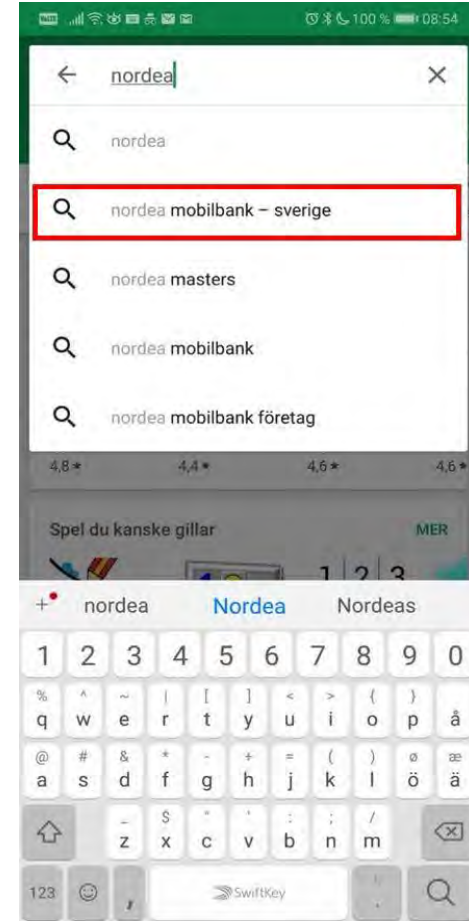 100 % 08:54
nordea
nordea
nordea mobilbank – sverige
nordea masters
nordea mobilbank
nordea mobilbank företag
4,8★ 4,4★ 4,6★ 4,6★
Spel du kanske gillar MER
1 2 3
+ nordea Nordea Nordeas
1 2 3 4 5 6 7 8 9 0
% ^ ~ | [ ] < > { }
q w e r t y u i o p å
@ # & * - + = ( ) ø æ
a s d f g h j k l ö ä
_ $ " ' : ; /
z x c v b n m
123 , SwiftKey .